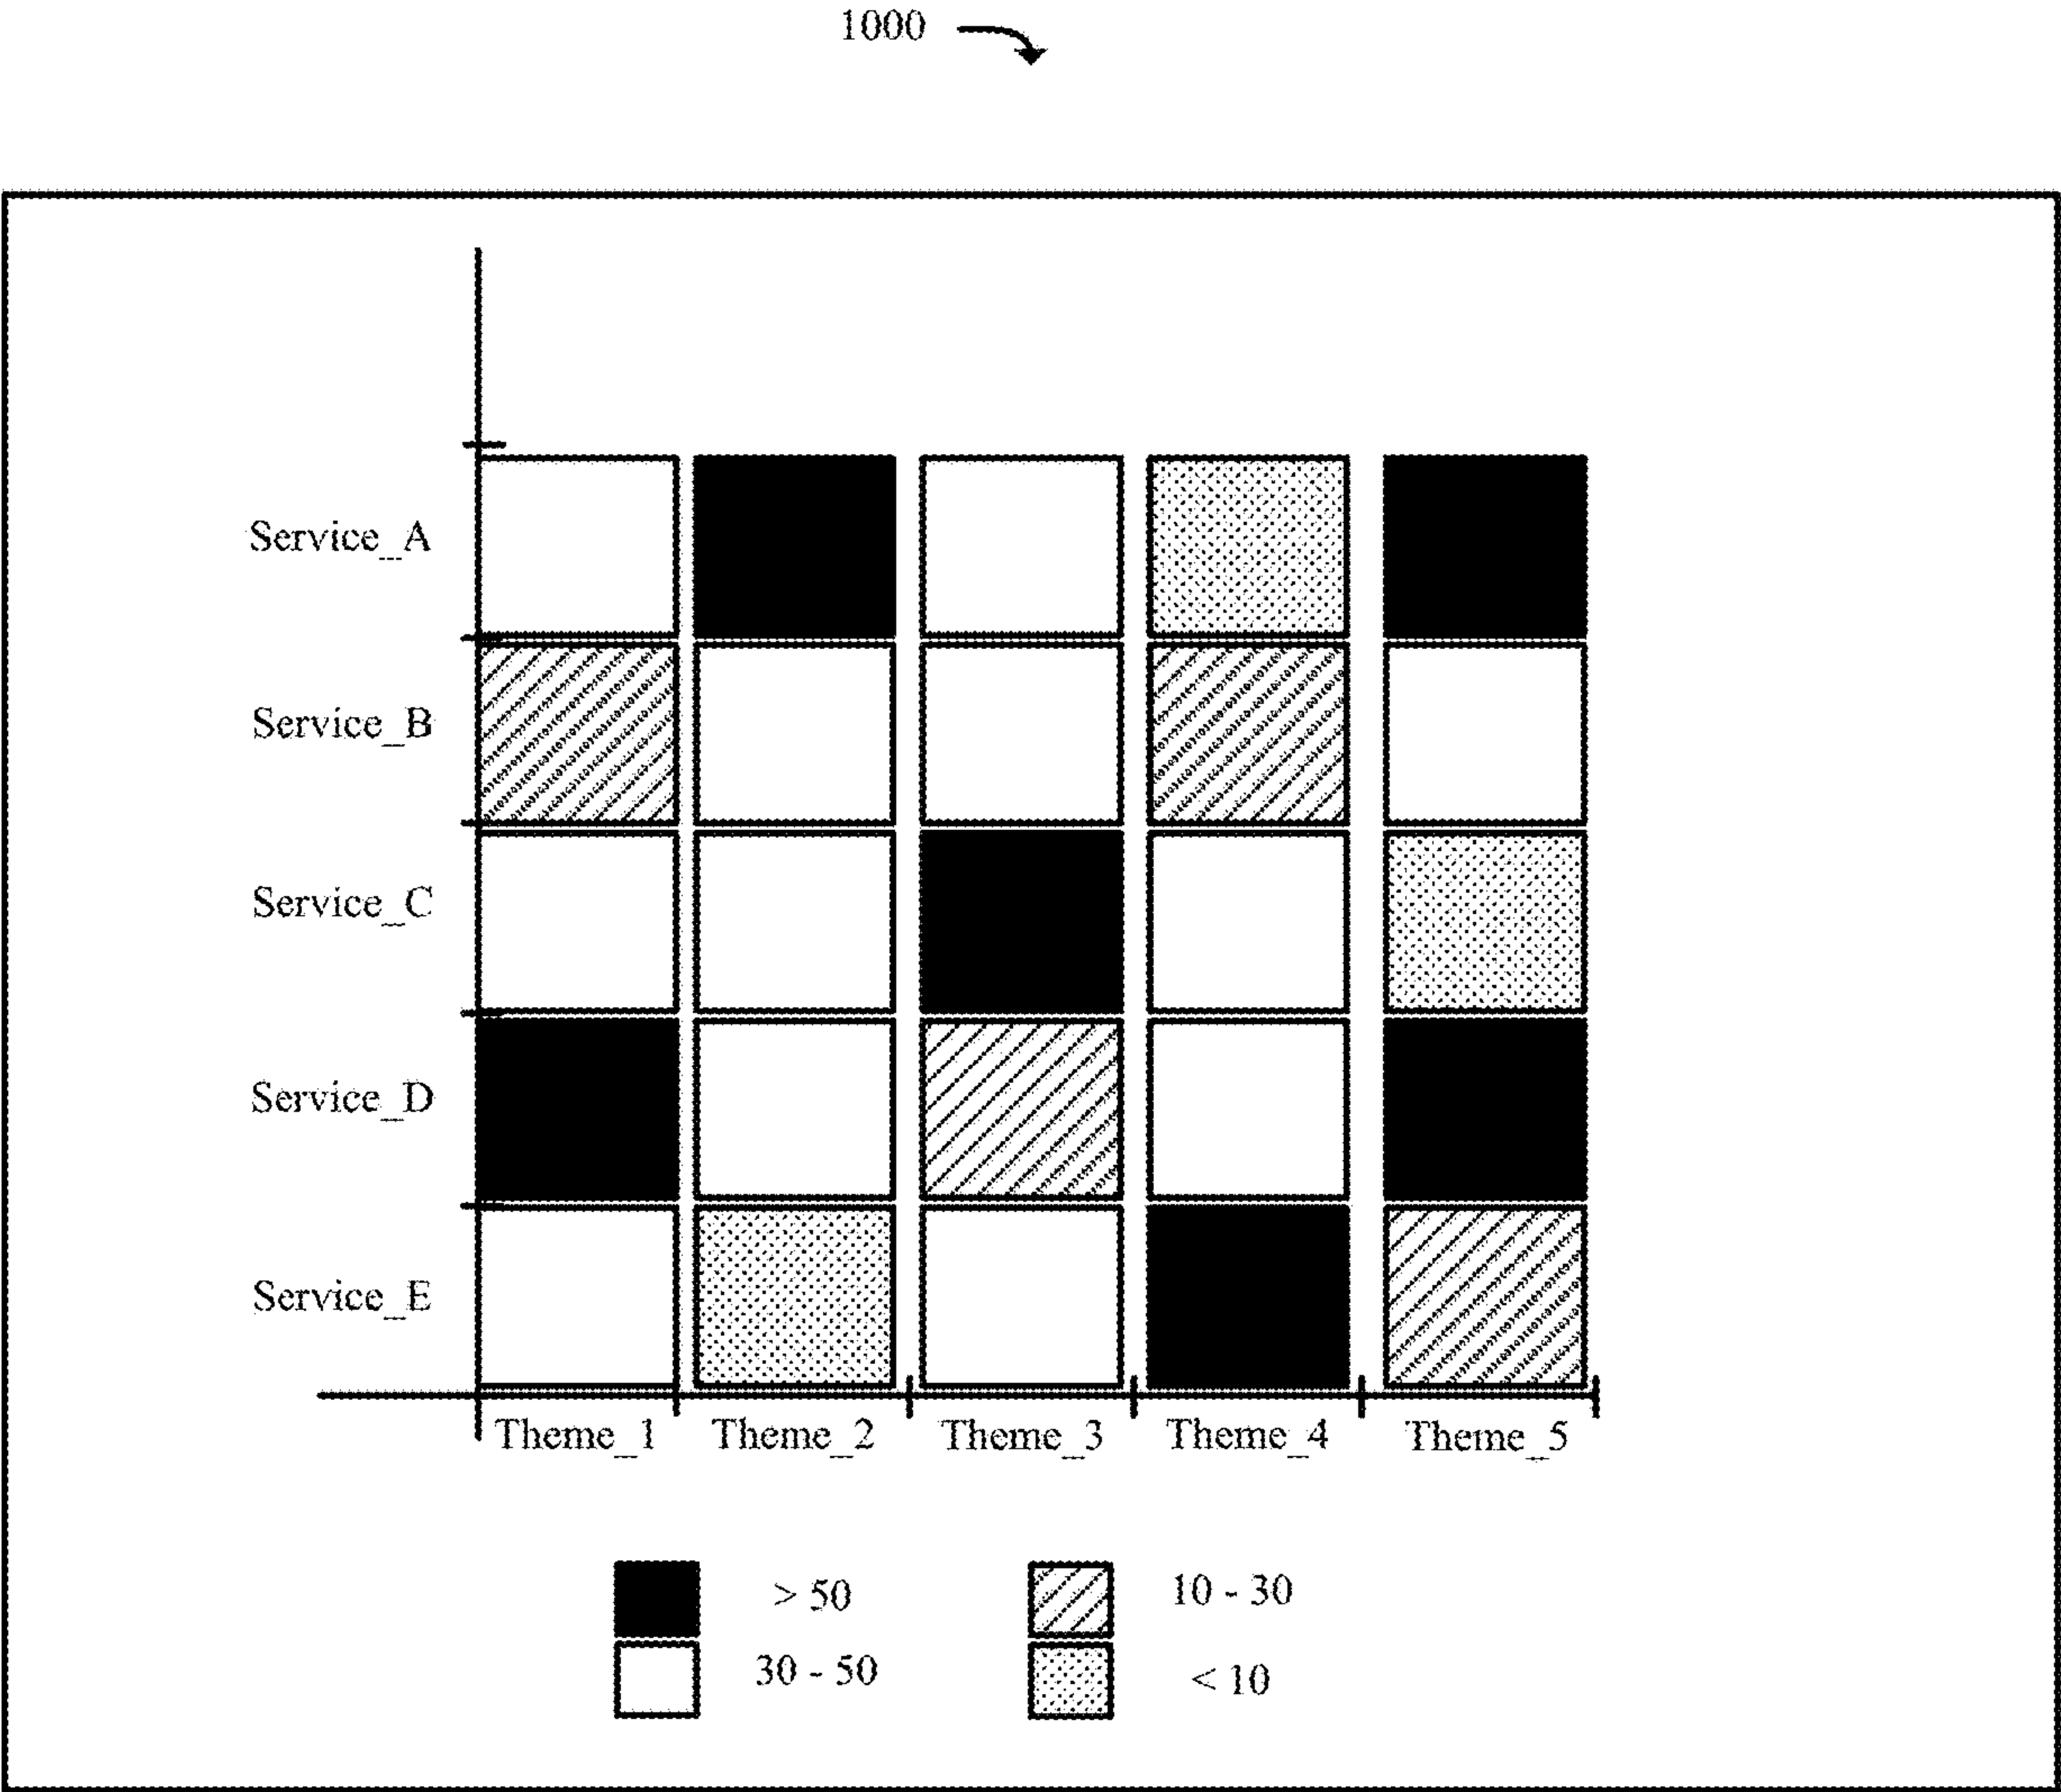 1000
Service_A
Service_B
Service_C
Service_D
Service_E
Theme_1 Theme_2 Theme_3 Theme_4 Theme_5
> 50 10 - 30
30 - 50 < 10